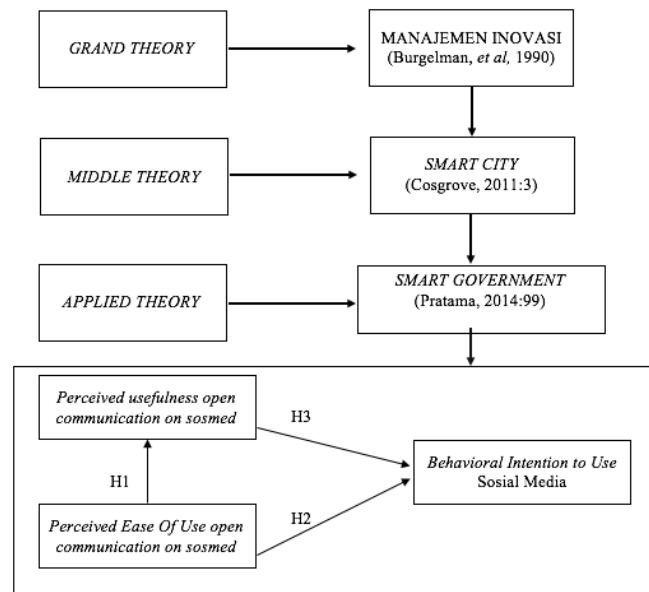 GRAND THEORY
MANAJEMEN INOVASI
(Burgelman, et al, 1990)
MIDDLE THEORY
SMART CITY
(Cosgrove, 2011:3)
APPLIED THEORY
SMART GOVERNMENT
(Pratama, 2014:99)
Perceived usefulness open
communication on sosmed
H3
Behavioral Intention to Use
Sosial Media
H1
H2
Perceived Ease Of Use open
communication on sosmed